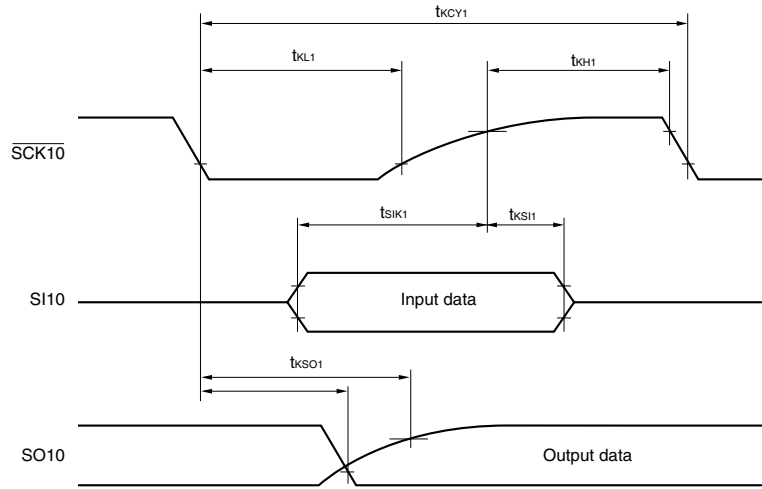 tKCY1
tKL1
tKH1
SCK10
tSIK1
tKSI1
SI10
Input data
tKSO1
SO10
Output data